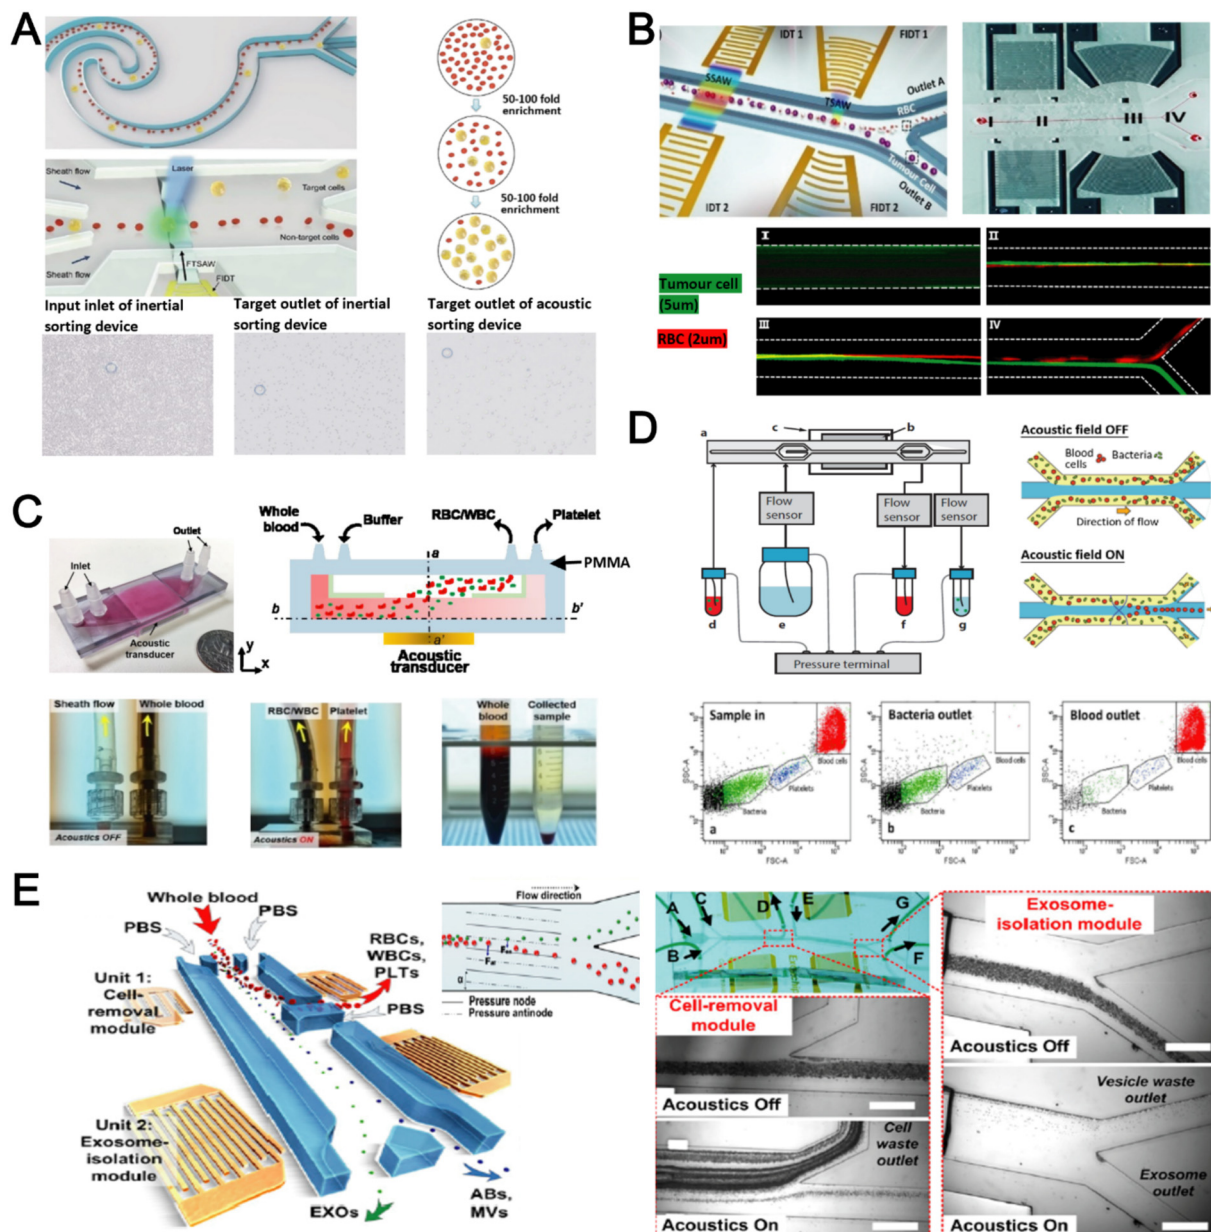 A
50-100 fold
enrichment
50-100 fold
enrichment
Laser
Sheath flow
Target cells
Non-target cells
Sheath flow
FTSAW
FIDT
Input inlet of inertial
sorting device
Target outlet of inertial
sorting device
Target outlet of acoustic
sorting device
B
IDT 1
FIDT 1
SSAW
TSAW
Outlet A
RBC
Tumour Cell
Outlet B
IDT 2
FIDT 2
I
II
III
IV
Tumour cell
(5um)
RBC (2um)
I
II
III
IV
C
Outlet
Inlet
Acoustic
transducer
y
x
Whole
blood
Buffer
RBC/WBC
Platelet
a
PMMA
b
b'
a'
Acoustic
transducer
Sheath flow
Whole blood
Acoustics OFF
RBC/WBC
Platelet
Acoustics ON
Whole
blood
Collected
sample
D
a
c
b
Flow
sensor
Flow
sensor
Flow
sensor
d
e
f
g
Pressure terminal
Acoustic field OFF
Blood
cells
Bacteria
Direction of flow
Acoustic field ON
Sample in
SSC-A
Blood cells
Platelets
Bacteria
a
FSC-A
Bacteria outlet
SSC-A
Blood cells
Platelets
Bacteria
b
FSC-A
Blood outlet
SSC-A
Blood cells
Platelets
Bacteria
c
FSC-A
E
Whole blood
PBS
PBS
RBCs,
WBCs,
PLTs
Unit 1:
Cell-
removal
module
PBS
Unit 2:
Exosome-
isolation
module
EXOs
ABs,
MVs
Flow direction
α
Pressure node
Pressure antinode
A
C
D
E
G
B
F
Cell-removal
module
Acoustics Off
Cell
waste
outlet
Acoustics On
Exosome-
isolation module
Acoustics Off
Vesicle waste
outlet
Exosome
outlet
Acoustics On